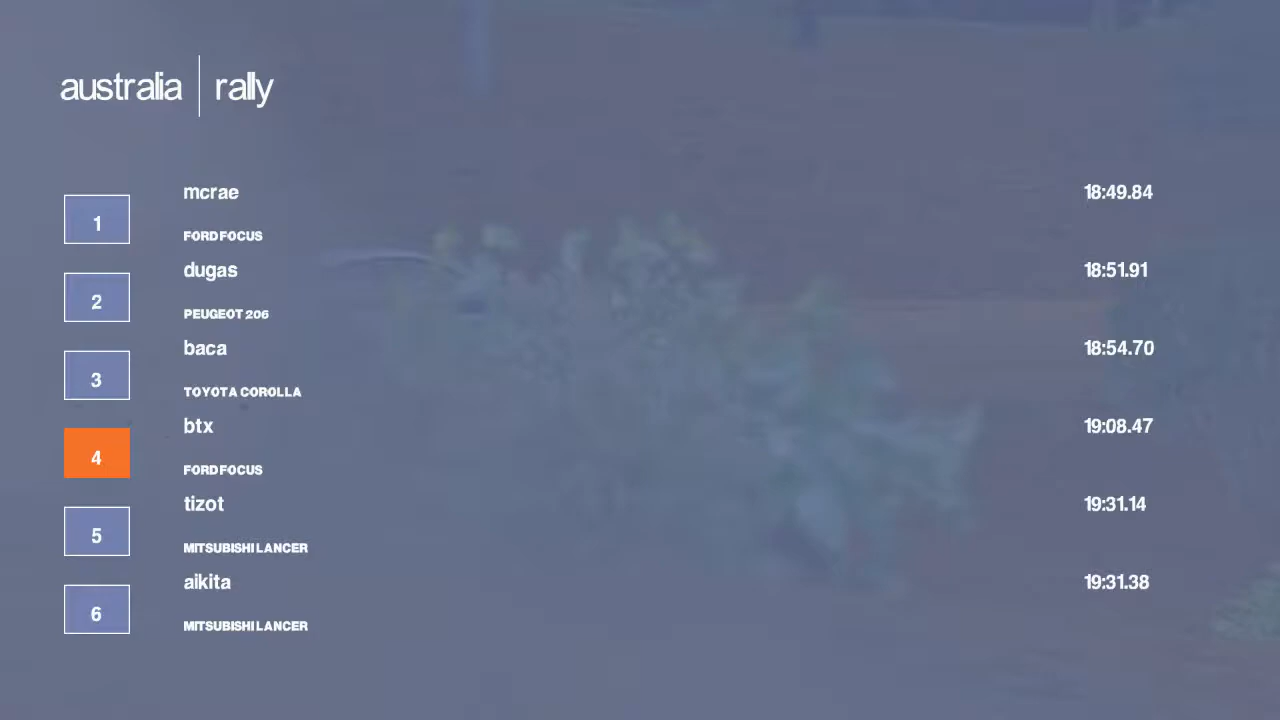 australia | rally
1 mcrae 18:49.84
FORD FOCUS
2 dugas 18:51.91
PEUGEOT 206
3 baca 18:54.70
TOYOTA COROLLA
4 btx 19:08.47
FORD FOCUS
5 tizot 19:31.14
MITSUBISHI LANCER
6 aikita 19:31.38
MITSUBISHI LANCER